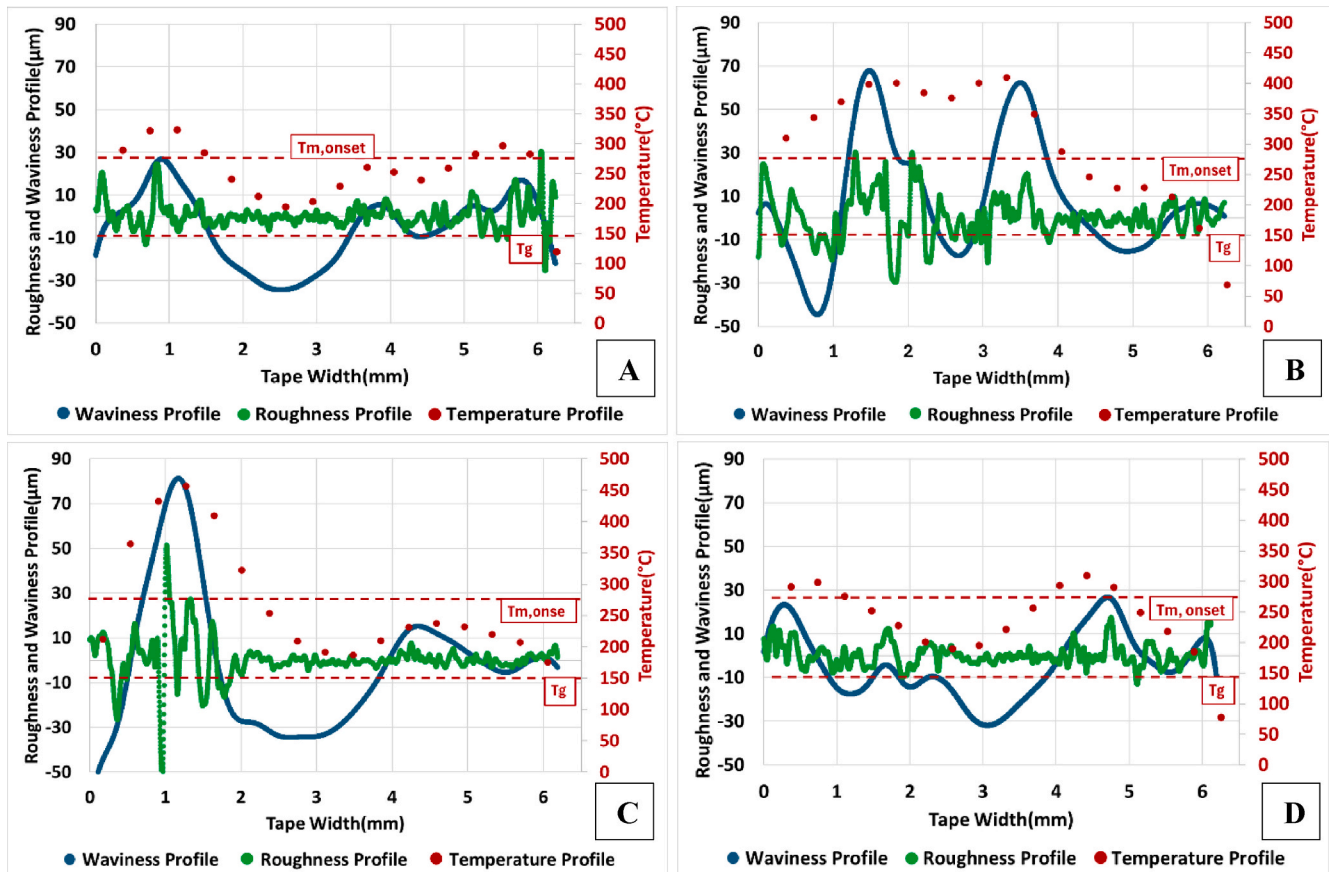 Roughness and Waviness Profile(µm)
90
70
50
30
10
-10
-30
-50
500
450
400
350
300
250
200
150
100
50
0
Temperature(°C)
Tm,onset
Tg
0 1 2 3 4 5 6
Tape Width(mm)
A
Waviness Profile Roughness Profile Temperature Profile
Roughness and Waviness Profile(µm)
90
70
50
30
10
-10
-30
-50
500
450
400
350
300
250
200
150
100
50
0
Temperature(°C)
Tm,onset
Tg
0 1 2 3 4 5 6
Tape Width(mm)
B
Waviness Profile Roughness Profile Temperature Profile
Roughness and Waviness Profile(µm)
90
70
50
30
10
-10
-30
-50
500
450
400
350
300
250
200
150
100
50
0
Temperature(°C)
Tm,onse
Tg
0 1 2 3 4 5 6
Tape Width(mm)
C
Waviness Profile Roughness Profile Temperature Profile
Roughness and Waviness Profile(µm)
90
70
50
30
10
-10
-30
-50
500
450
400
350
300
250
200
150
100
50
0
Temperature(°C)
Tm, onset
Tg
0 1 2 3 4 5 6
Tape Width(mm)
D
Waviness Profile Roughness Profile Temperature Profile